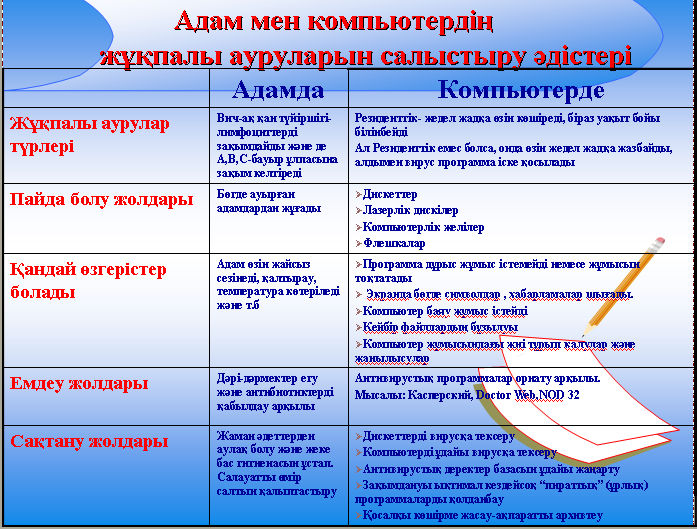 Адам мен компьютердің
жұқпалы ауруларын салыстыру әдістері
Адамда
Компьютерде
Жұқпалы аурулар
түрлері
Вич-ақ қан түйіршігі-
лимфоциттерді
зақымдайды және де
А,В,С-бауыр ұлпасына
зақым келтіреді
Резиденттік- жедел жадқа өзін көшіреді, біраз уақыт бойы
білінбейді
Ал Резиденттік емес болса, онда өзін жедел жадқа жазбайды,
алдымен вирус программа іске қосылады
Пайда болу жолдары
Бөгде ауырған
адамдардан жұғады
➢Дискеттер
➢Лазерлік дискілер
➢Компьютерлік желілер
➢Флешкалар
Қандай өзгерістер
болады
Адам өзін жайсыз
сезінеді, қалтырау,
температура көтеріледі
және т.б
➢Программа дұрыс жұмыс істемейді немесе жұмысын
тоқтатады
➢ Экранда бөгде символдар , хабарламалар шығады.
➢Компьютер баяу жұмыс істейді
➢Кейбір файлдардың бұзылуы
➢Компьютер жұмысындағы жиі тұрып қалулар және
жаңылысулар
Емдеу жолдары
Дәрі-дәрмектер егу
және антибиотиктерді
қабылдау арқылы
Антивирустық программалар орнату арқылы.
Мысалы: Касперский, Doctor Web,NOD 32
Сақтану жолдары
Жаман әдеттерден
аулақ болу және жеке
бас гигиенасын ұстап.
Салауатты өмір
салтын қалыптастыру
➢Дискеттерді вирусқа тексеру
➢Компьютерді ұдайы вирусқа тексеру
➢Антивирустық деректер базасын ұдайы жаңарту
➢Зақымдануы ықтимал кездейсоқ “пираттық” (ұрлық)
программаларды қолданбау
➢Қосалқы көшірме жасау-ақпаратты архивтеу